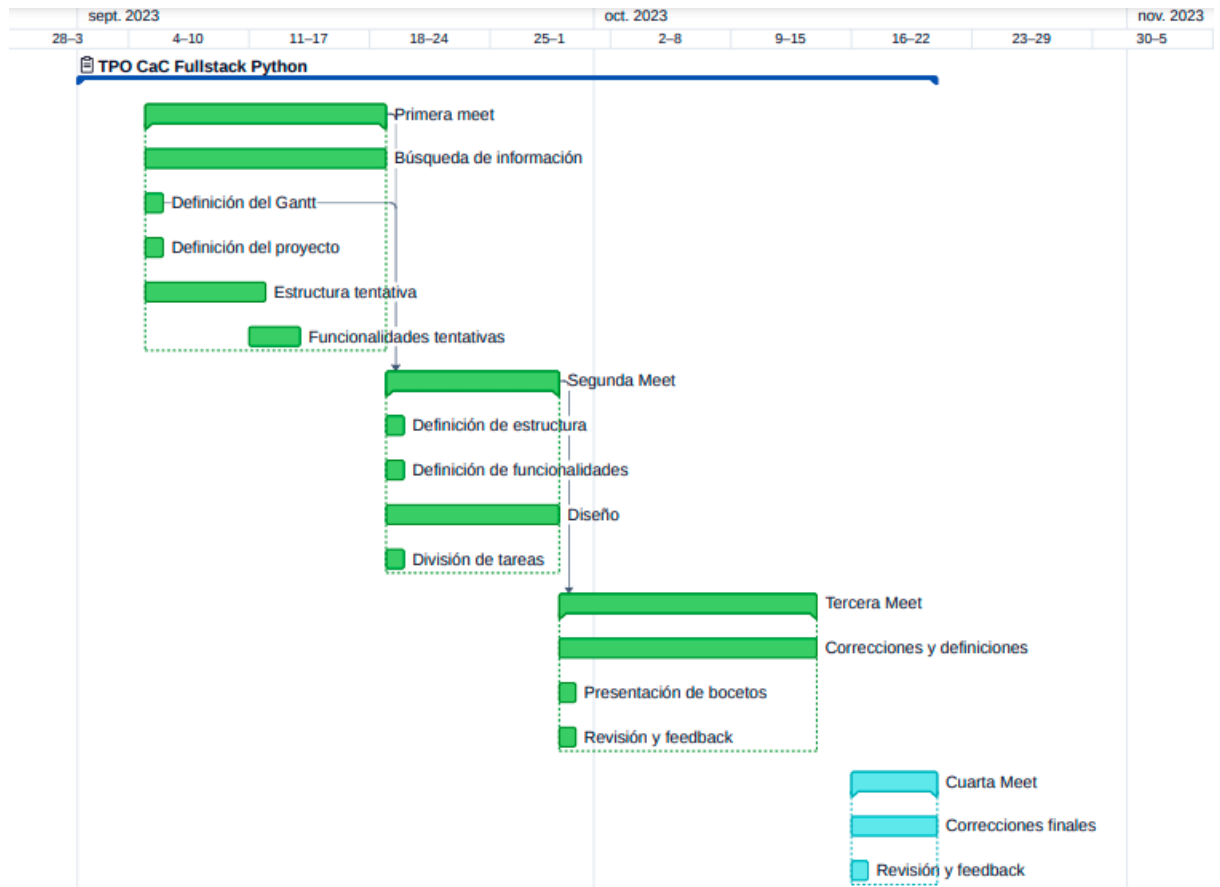 sept. 2023 oct. 2023 nov. 2023
28–3 4–10 11–17 18–24 25–1 2–8 9–15 16–22 23–29 30–5
TPO CaC Fullstack Python
Primera meet
Búsqueda de información
Definición del Gantt
Definición del proyecto
Estructura tentativa
Funcionalidades tentativas
Segunda Meet
Definición de estructura
Definición de funcionalidades
Diseño
División de tareas
Tercera Meet
Correcciones y definiciones
Presentación de bocetos
Revisión y feedback
Cuarta Meet
Correcciones finales
Revisión y feedback